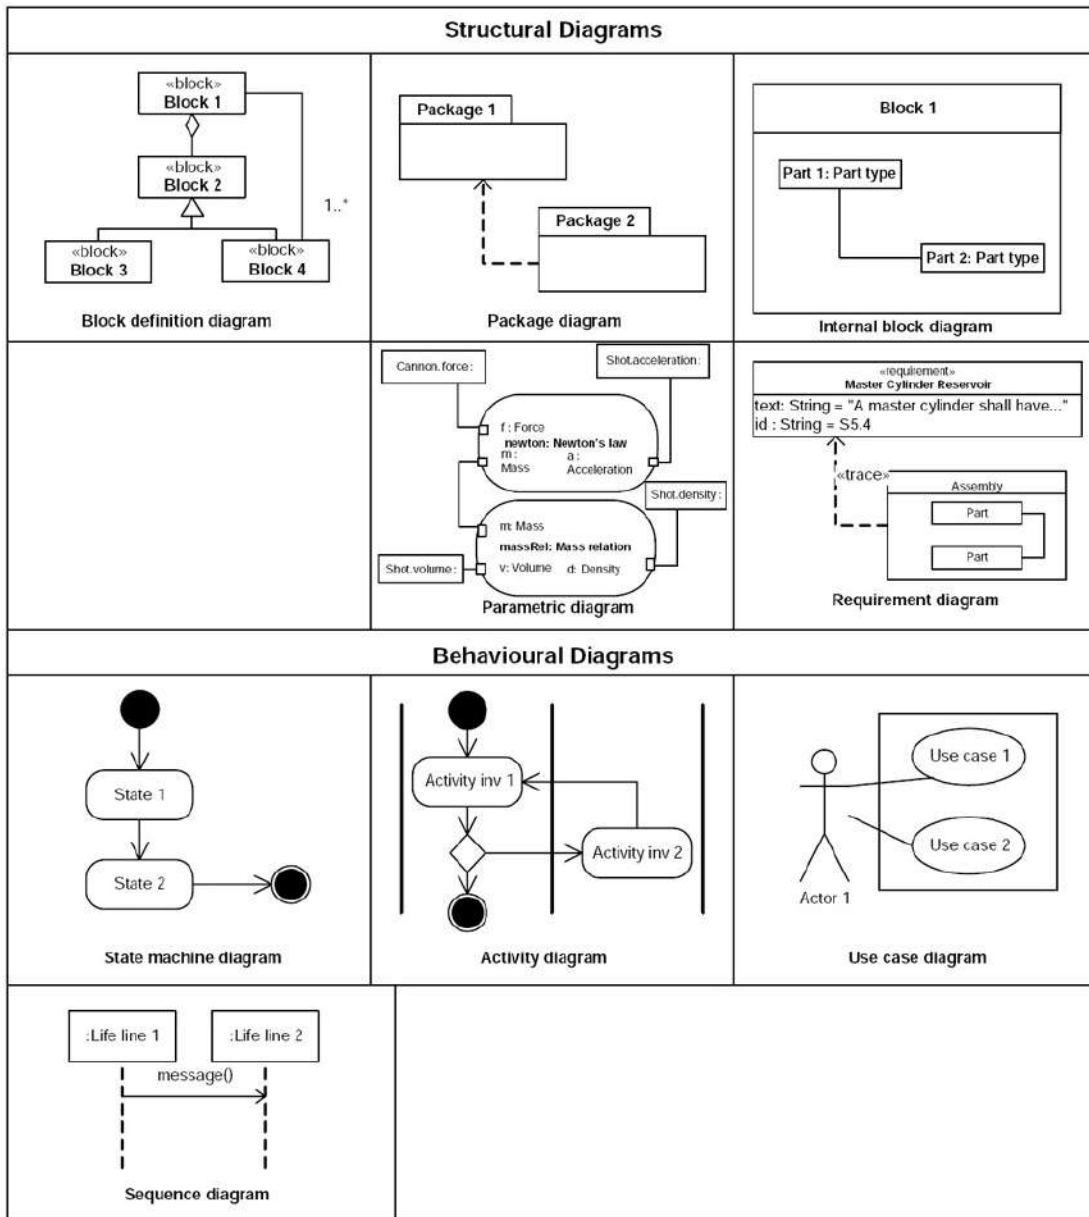 Structural Diagrams
«block»
Block 1
«block»
Block 2
1..*
«block»
Block 3
«block»
Block 4
Block definition diagram
Package 1
Package 2
Package diagram
Block 1
Part 1: Part type
Part 2: Part type
Internal block diagram
Cannon.force:
Shot.acceleration:
f : Force
newton: Newton's law
m :
Mass
a :
Acceleration
Shot.density:
m: Mass
massRel: Mass relation
Shot.volume:
v: Volume
d: Density
Parametric diagram
«requirement»
Master Cylinder Reservoir
text: String = "A master cylinder shall have..."
id : String = S5.4
«trace»
Assembly
Part
Part
Requirement diagram
Behavioural Diagrams
State 1
State 2
State machine diagram
Activity inv 1
Activity inv 2
Activity diagram
Use case 1
Use case 2
Actor 1
Use case diagram
:Life line 1
:Life line 2
message()
Sequence diagram